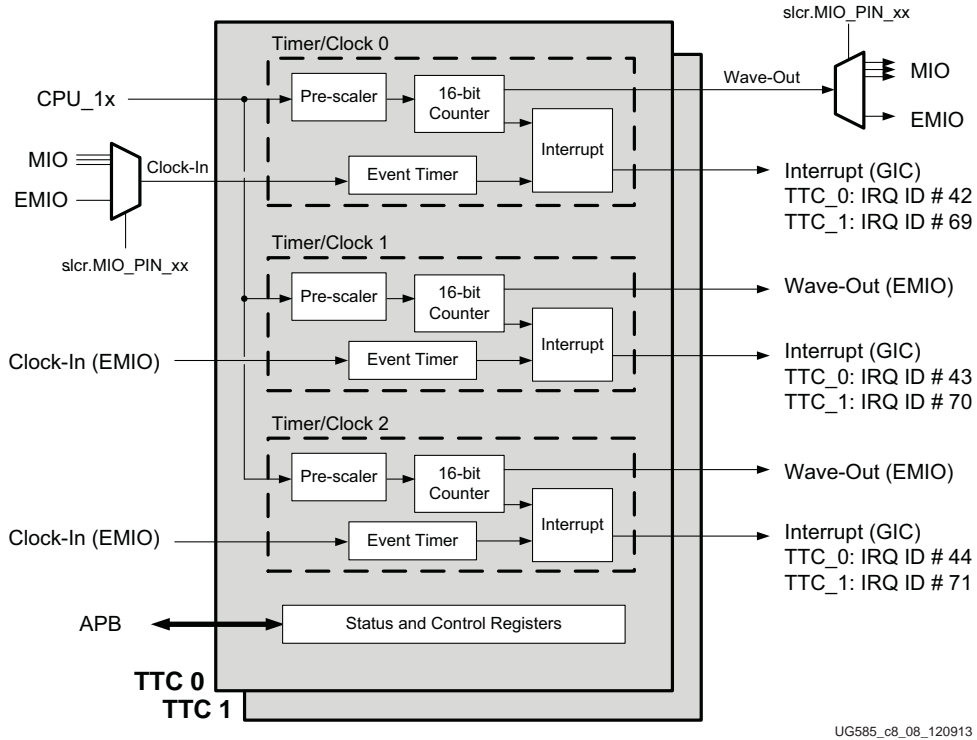 slcr.MIO_PIN_xx
Timer/Clock 0
CPU_1x
Pre-scaler
16-bit
Counter
Wave-Out
MIO
EMIO
Interrupt
MIO
EMIO
Clock-In
Event Timer
Interrupt (GIC)
TTC_0: IRQ ID # 42
TTC_1: IRQ ID # 69
slcr.MIO_PIN_xx
Timer/Clock 1
Pre-scaler
16-bit
Counter
Wave-Out (EMIO)
Interrupt
Clock-In (EMIO)
Event Timer
Interrupt (GIC)
TTC_0: IRQ ID # 43
TTC_1: IRQ ID # 70
Timer/Clock 2
Pre-scaler
16-bit
Counter
Wave-Out (EMIO)
Interrupt
Clock-In (EMIO)
Event Timer
Interrupt (GIC)
TTC_0: IRQ ID # 44
TTC_1: IRQ ID # 71
APB
Status and Control Registers
TTC 0
TTC 1
UG585_c8_08_120913